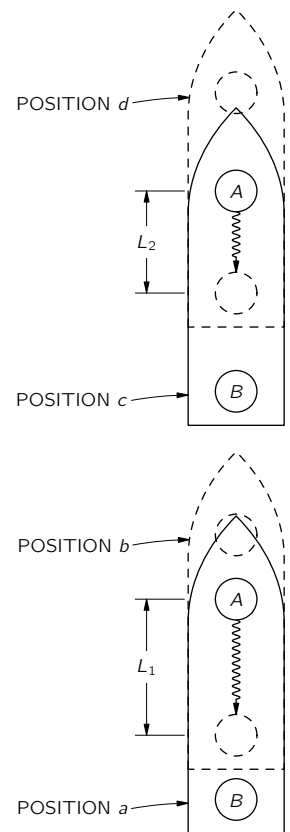 POSITION d
A
L2
B
POSITION c
POSITION b
A
L1
B
POSITION a